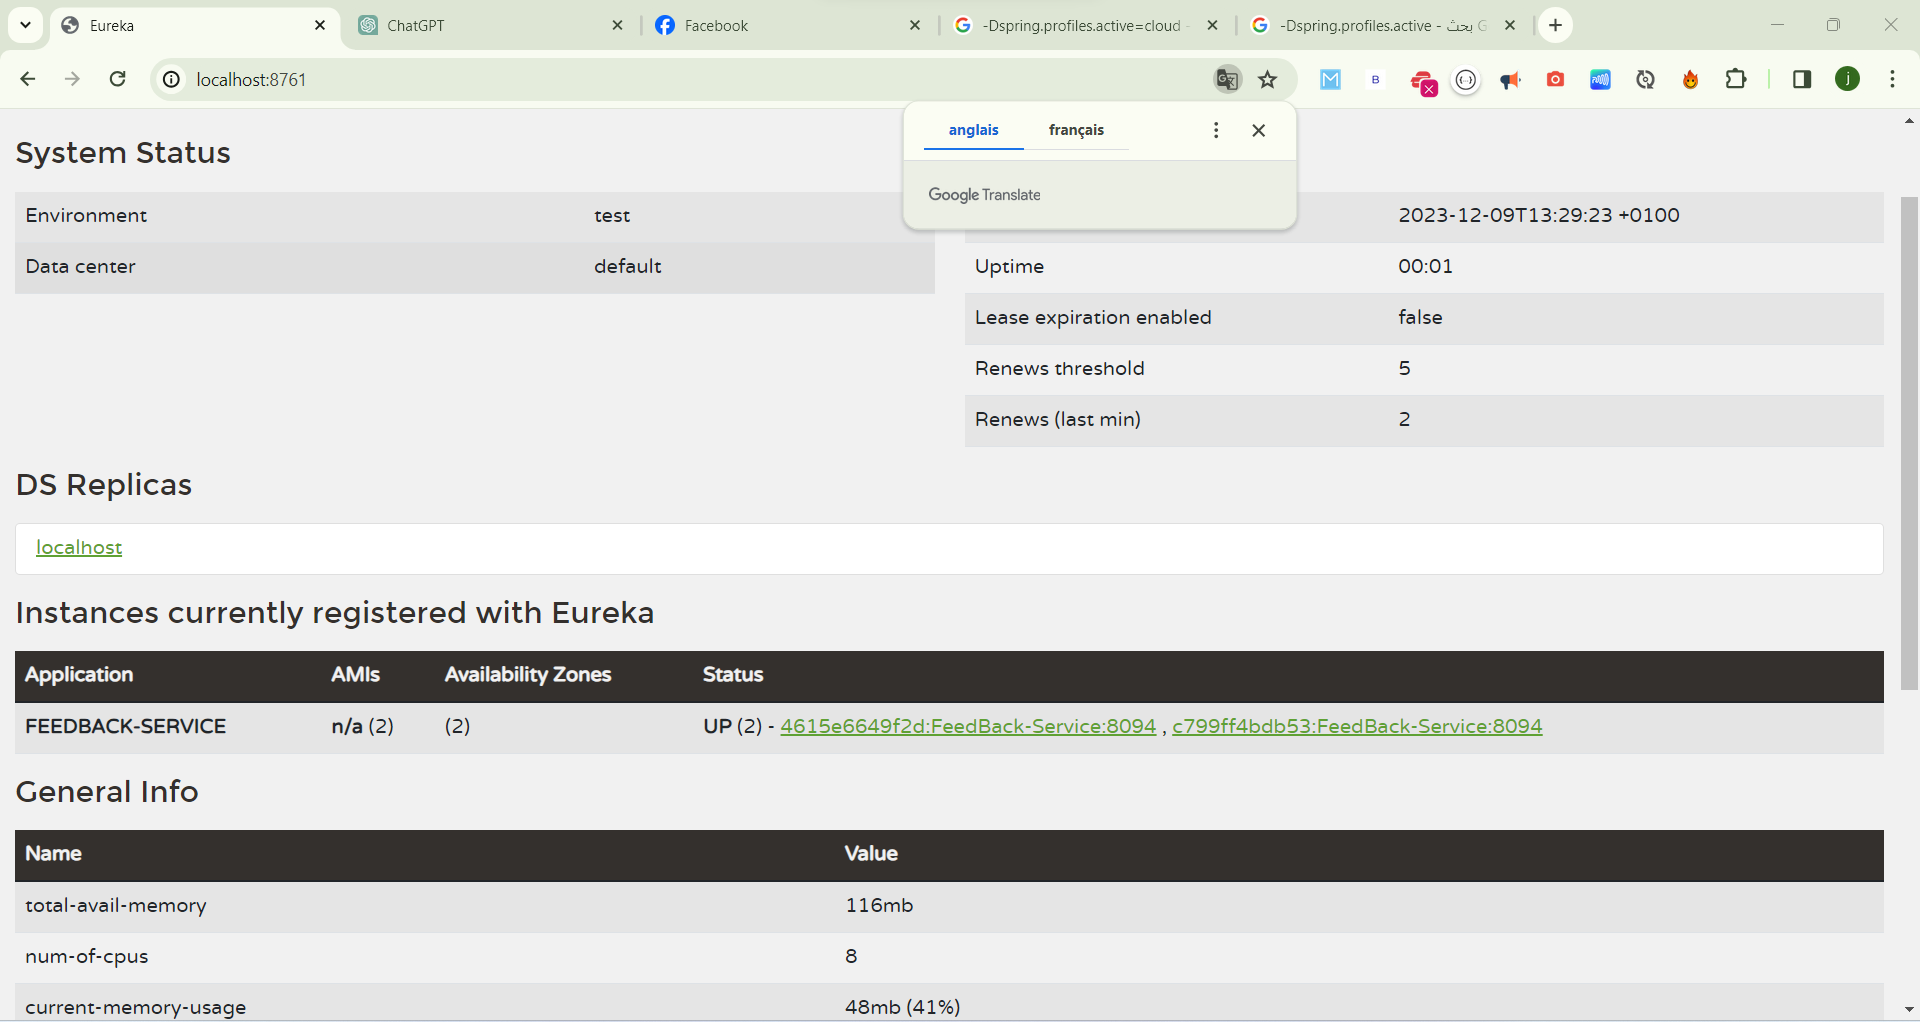 Eureka
ChatGPT
Facebook
-Dspring.profiles.active=cloud -
-Dspring.profiles.active - بحث G
localhost:8761
anglais français
Google Translate
System Status
Environment test
Data center default
2023-12-09T13:29:23 +0100
Uptime 00:01
Lease expiration enabled false
Renews threshold 5
Renews (last min) 2
DS Replicas
localhost
Instances currently registered with Eureka
Application AMIs Availability Zones Status
FEEDBACK-SERVICE n/a (2) (2) UP (2) - 4615e6649f2d:FeedBack-Service:8094 , c799ff4bdb53:FeedBack-Service:8094
General Info
Name Value
total-avail-memory 116mb
num-of-cpus 8
current-memory-usage 48mb (41%)